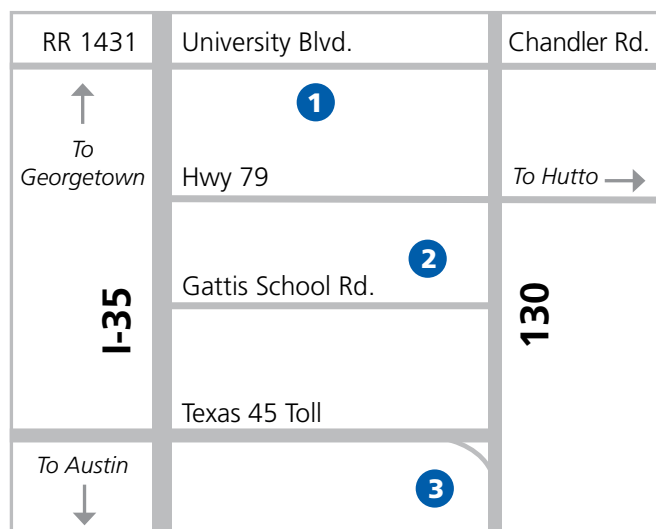 RR 1431
University Blvd.
Chandler Rd.
1
To
Georgetown
Hwy 79
To Hutto
2
Gattis School Rd.
I-35
130
Texas 45 Toll
To Austin
3